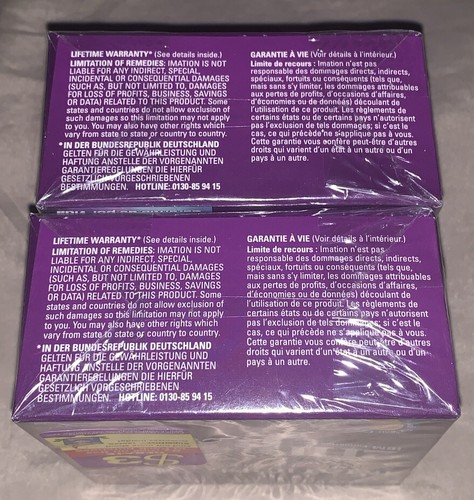 LIFETIME WARRANTY* (See details inside.)
LIMITATION OF REMEDIES: IMATION IS NOT
LIABLE FOR ANY INDIRECT, SPECIAL,
INCIDENTAL OR CONSEQUENTIAL DAMAGES
(SUCH AS, BUT NOT LIMITED TO, DAMAGES
FOR LOSS OF PROFITS, BUSINESS, SAVINGS
OR DATA) RELATED TO THIS PRODUCT. Some
states and countries do not allow exclusion of
such damages so this limitation may not apply
to you. You may also have other rights which
vary from state to state or country to country.
*IN DER BUNDESREPUBLIK DEUTSCHLAND
GELTEN FÜR DIE GEWÄHRLEISTUNG UND
HAFTUNG ANSTELLE DER VORGENANNTEN
GARANTIEREGELUNGEN DIE HIERFÜR
GESETZLICH VORGESCHRIEBENEN
BESTIMMUNGEN. HOTLINE: 0130-85 94 15
GARANTIE À VIE (Voir détails à l'intérieur.)
Limite de recours : Imation n'est pas
responsable des dommages directs, indirects,
spéciaux, fortuits ou conséquents (tels que,
mais sans s'y limiter, les dommages attribuables
aux pertes de profits, d'occasions d'affaires,
d'économies ou de données) découlant de
l'utilisation de ce produit. Les règlements de
certains états ou de certains pays n'autorisent
pas l'exclusion de tels dommages; si c'est le
cas, ce qui précède ne s'applique pas à vous.
Cette garantie vous confère peut-être d'autres
droits qui varient d'un état à un autre ou d'un
pays à un autre.
LIFETIME WARRANTY* (See details inside.)
LIMITATION OF REMEDIES: IMATION IS NOT
LIABLE FOR ANY INDIRECT, SPECIAL,
INCIDENTAL OR CONSEQUENTIAL DAMAGES
(SUCH AS, BUT NOT LIMITED TO, DAMAGES
FOR LOSS OF PROFITS, BUSINESS, SAVINGS
OR DATA) RELATED TO THIS PRODUCT. Some
states and countries do not allow exclusion of
such damages so this limitation may not apply
to you. You may also have other rights which
vary from state to state or country to country.
*IN DER BUNDESREPUBLIK DEUTSCHLAND
GELTEN FÜR DIE GEWÄHRLEISTUNG UND
HAFTUNG ANSTELLE DER VORGENANNTEN
GARANTIEREGELUNGEN DIE HIERFÜR
GESETZLICH VORGESCHRIEBENEN
BESTIMMUNGEN. HOTLINE: 0130-85 94 15
GARANTIE À VIE (Voir détails à l'intérieur.)
Limite de recours : Imation n'est pas
responsable des dommages directs, indirects,
spéciaux, fortuits ou conséquents (tels que,
mais sans s'y limiter, les dommages attribuables
aux pertes de profits, d'occasions d'affaires,
d'économies ou de données) découlant de
l'utilisation de ce produit. Les règlements de
certains états ou de certains pays n'autorisent
pas l'exclusion de tels dommages; si c'est le
cas, ce qui précède ne s'applique pas à vous.
Cette garantie vous confère peut-être d'autres
droits qui varient d'un état à un autre ou d'un
pays à un autre.
$3